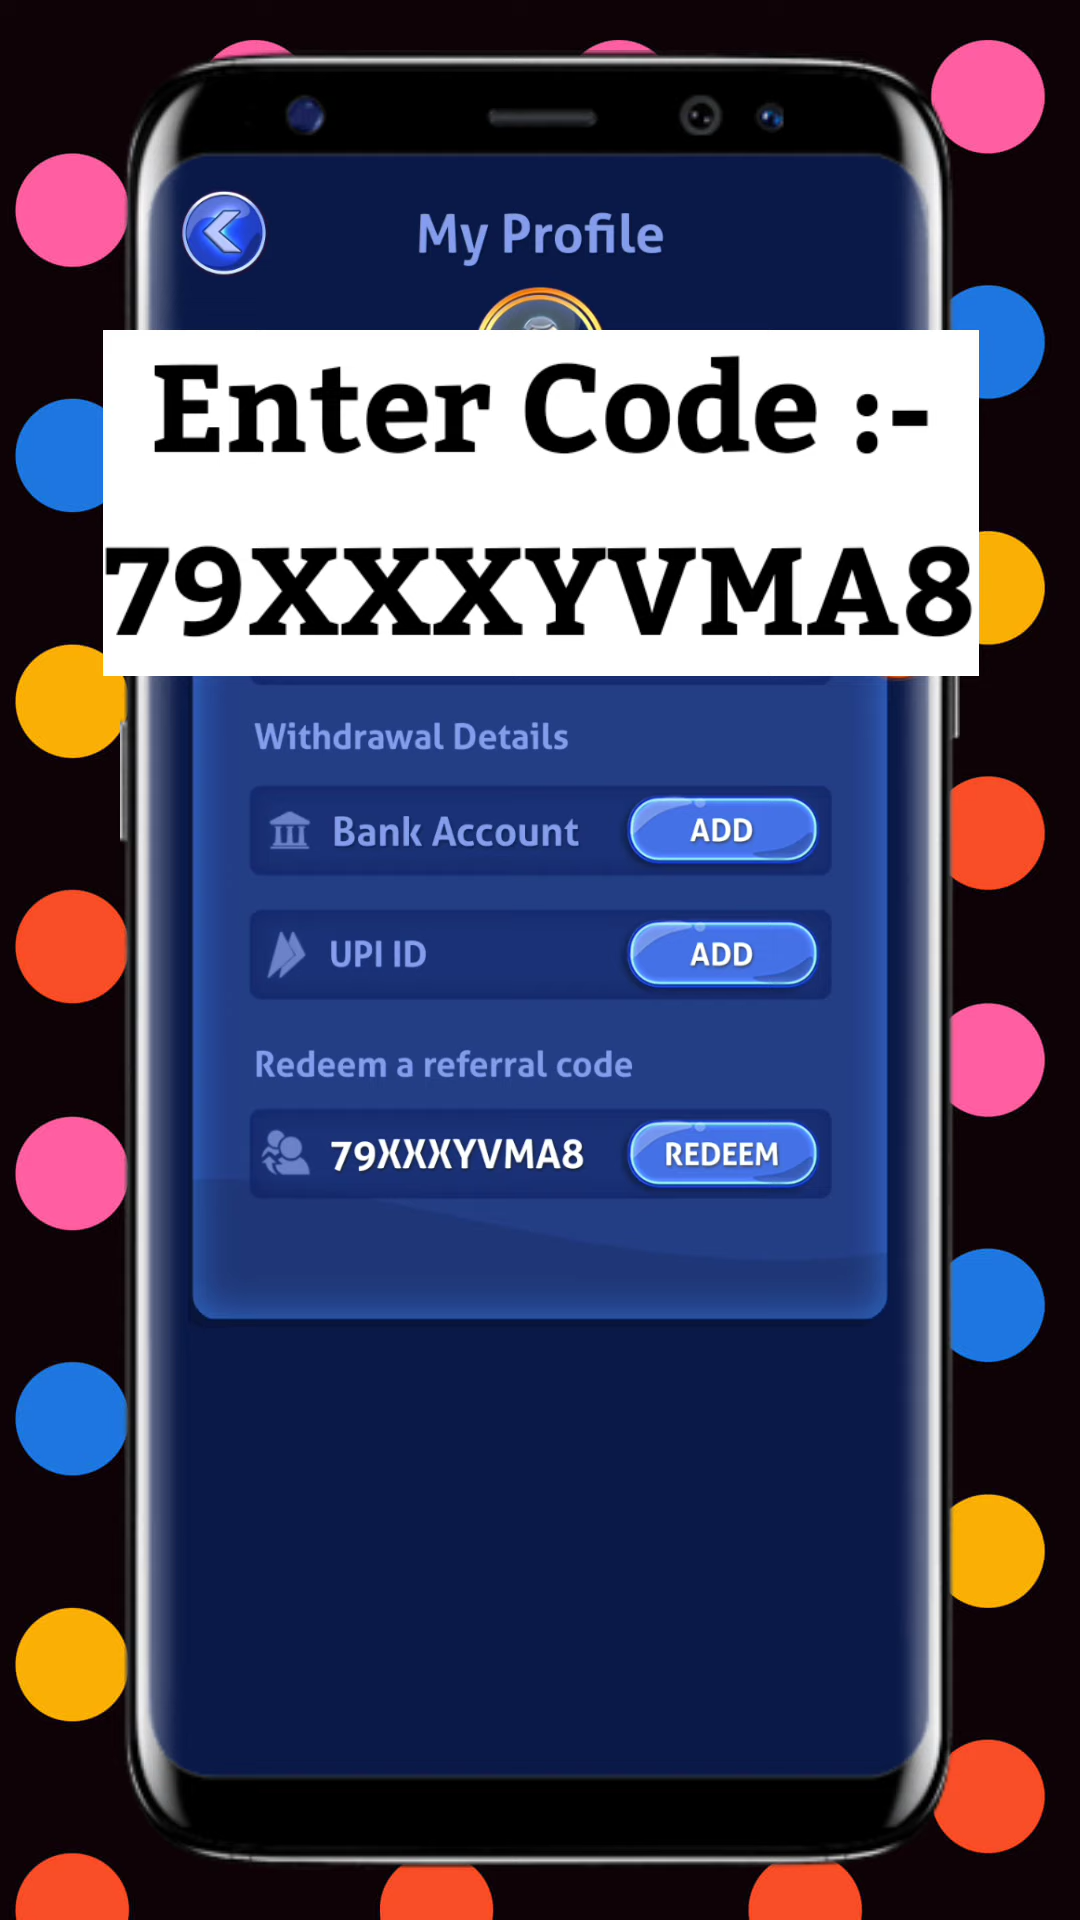 My Profile
Enter Code :-
79XXXYVMA8
Withdrawal Details
Bank Account
ADD
UPI ID
ADD
Redeem a referral code
79XXXYVMA8
REDEEM